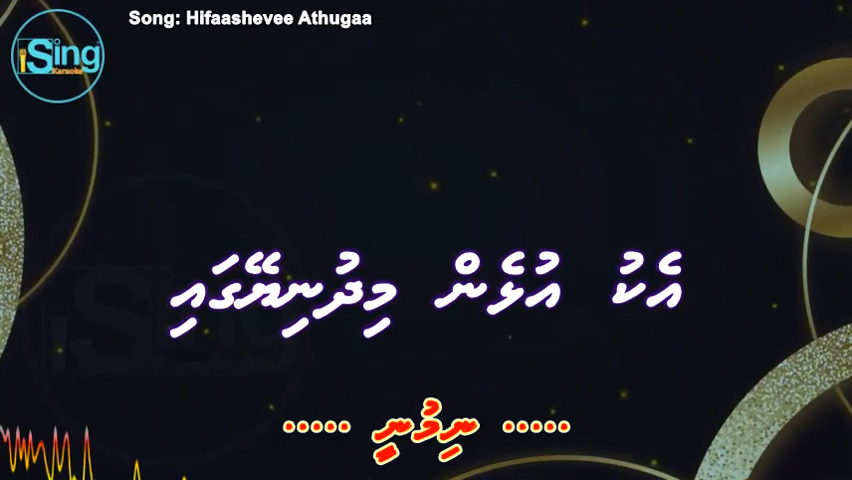 Song: Hifaashevee Athugaa
iSing
Karaoke
އެކު އުޅެން މިދުނިޔޭގައި
..... ނިމުނީ .....